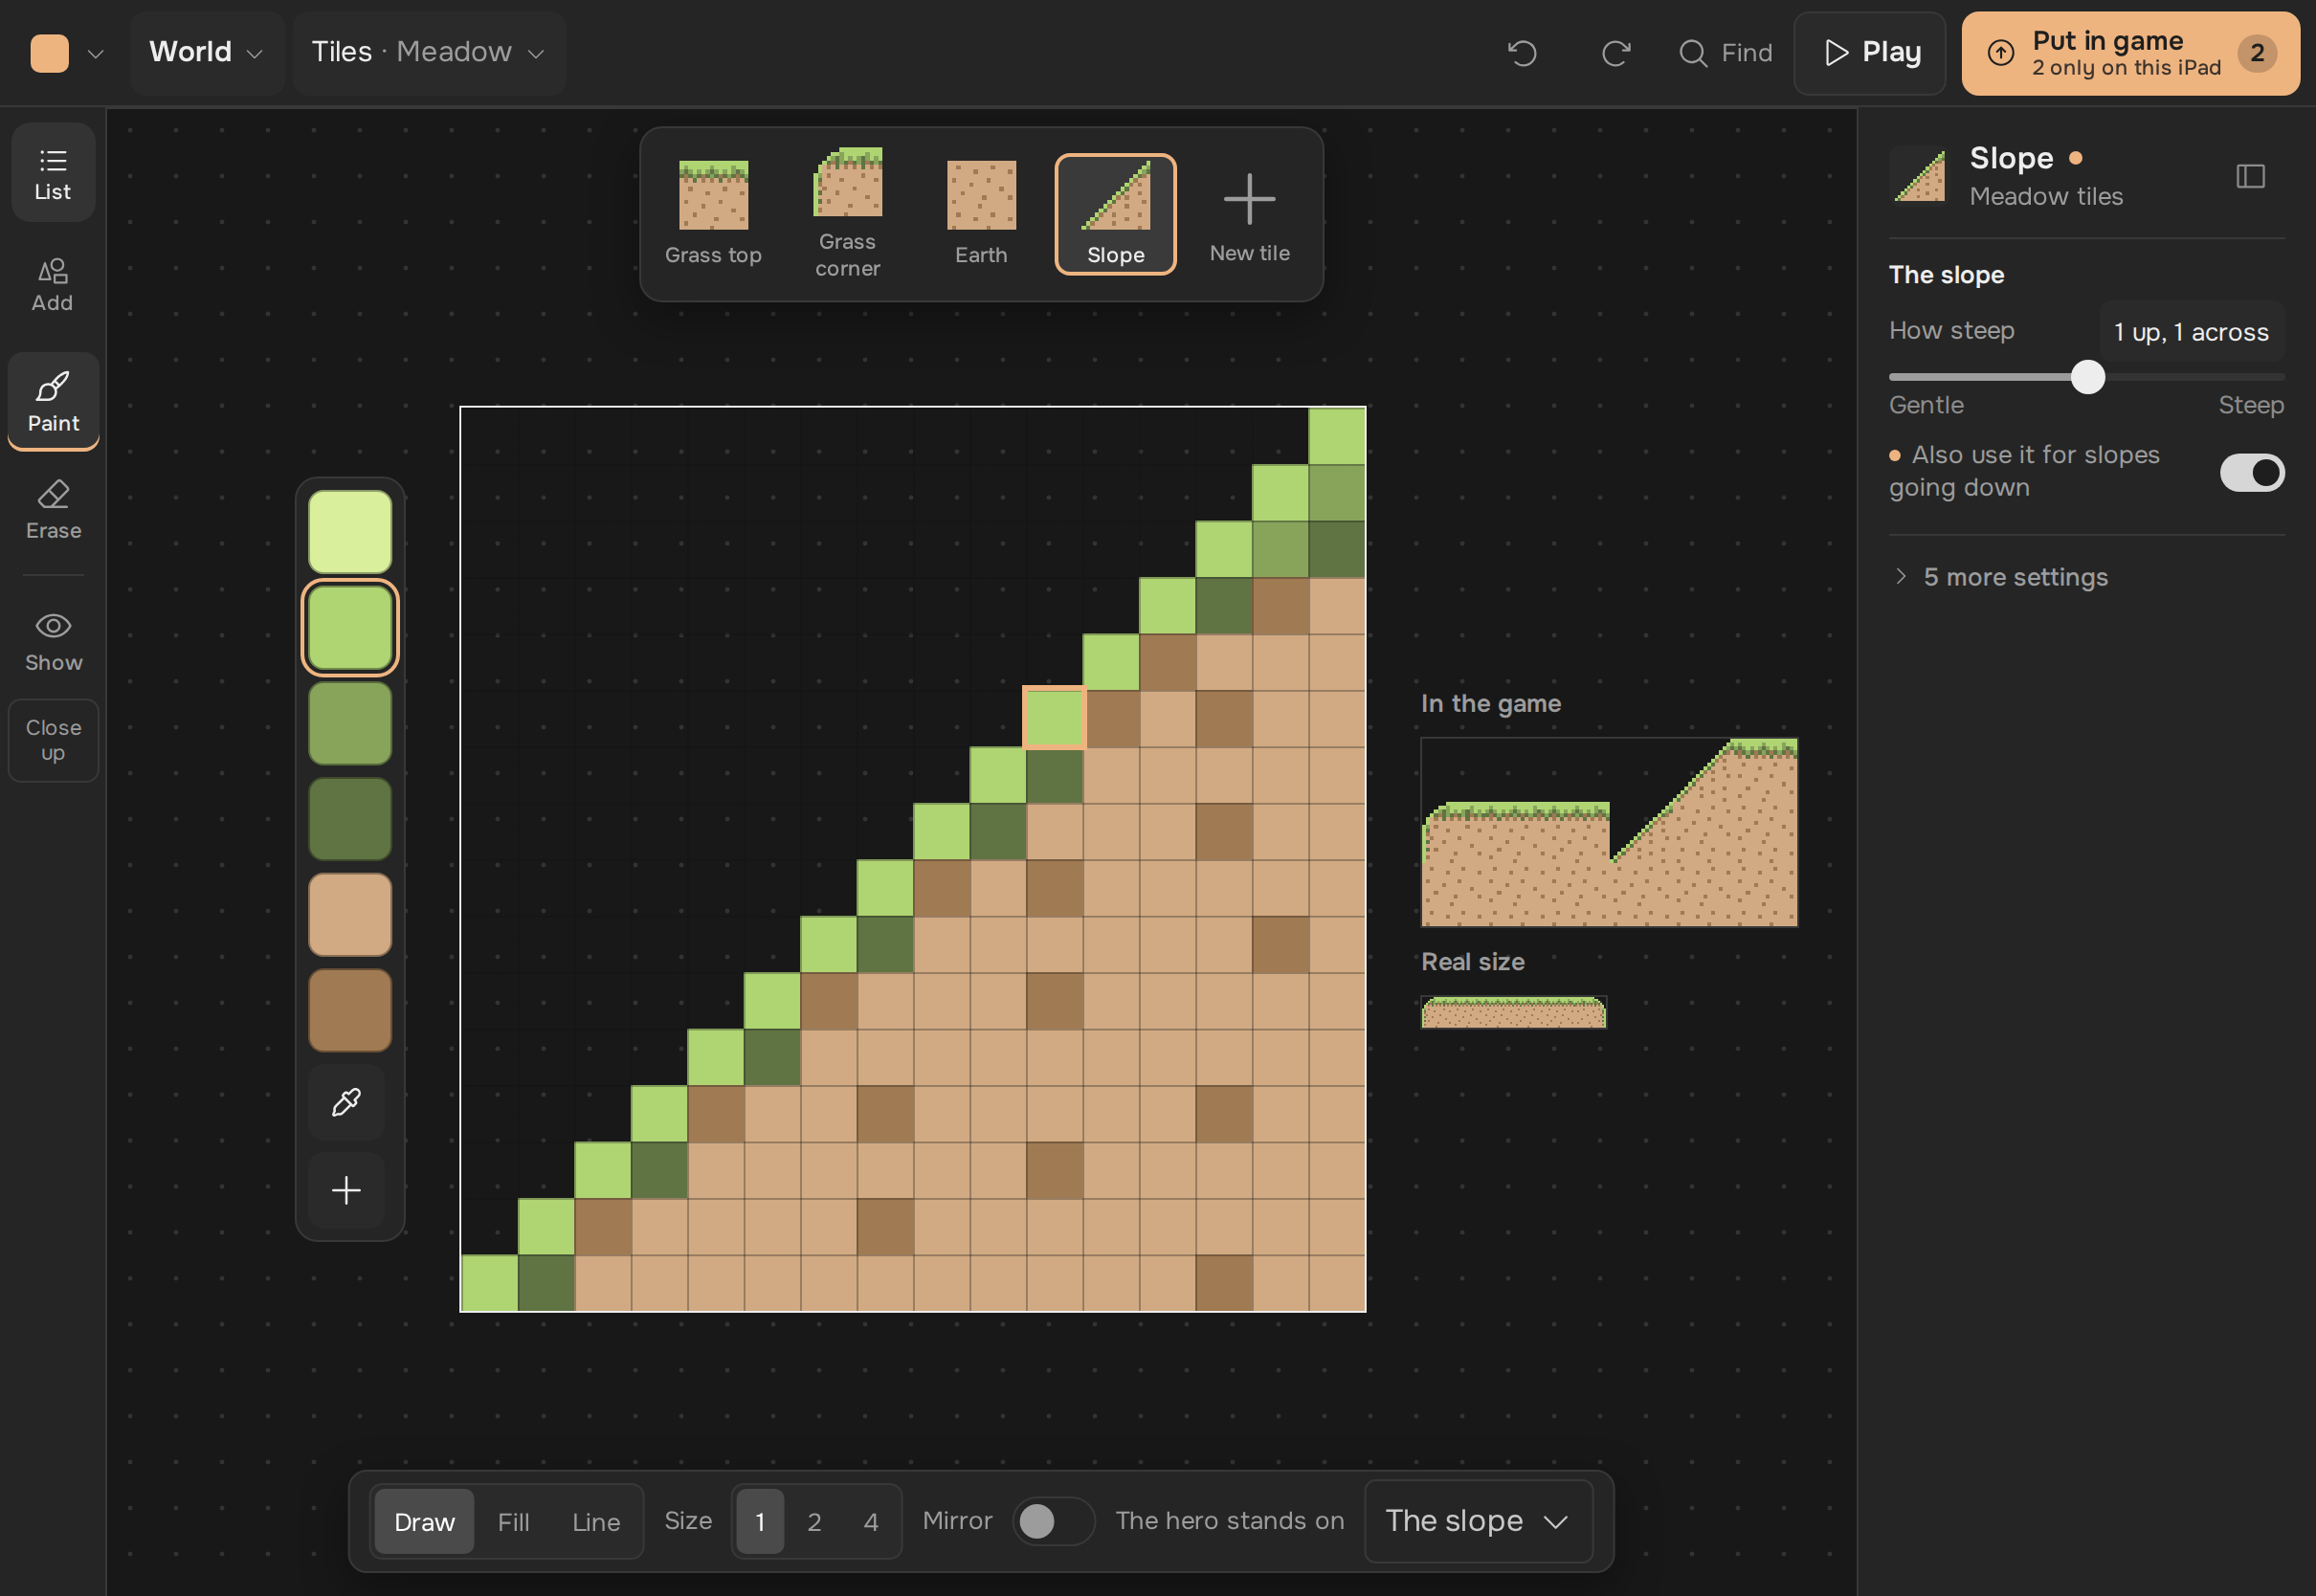 World
Tiles · Meadow
Find
Play
Put in game
2 only on this iPad
2
List
Add
Paint
Erase
Show
Close
up
Grass top
Grass
corner
Earth
Slope
New tile
In the game
Real size
Draw
Fill
Line
Size
1
2
4
Mirror
The hero stands on
The slope
Slope
Meadow tiles
The slope
How steep
1 up, 1 across
Gentle
Steep
Also use it for slopes
going down
5 more settings